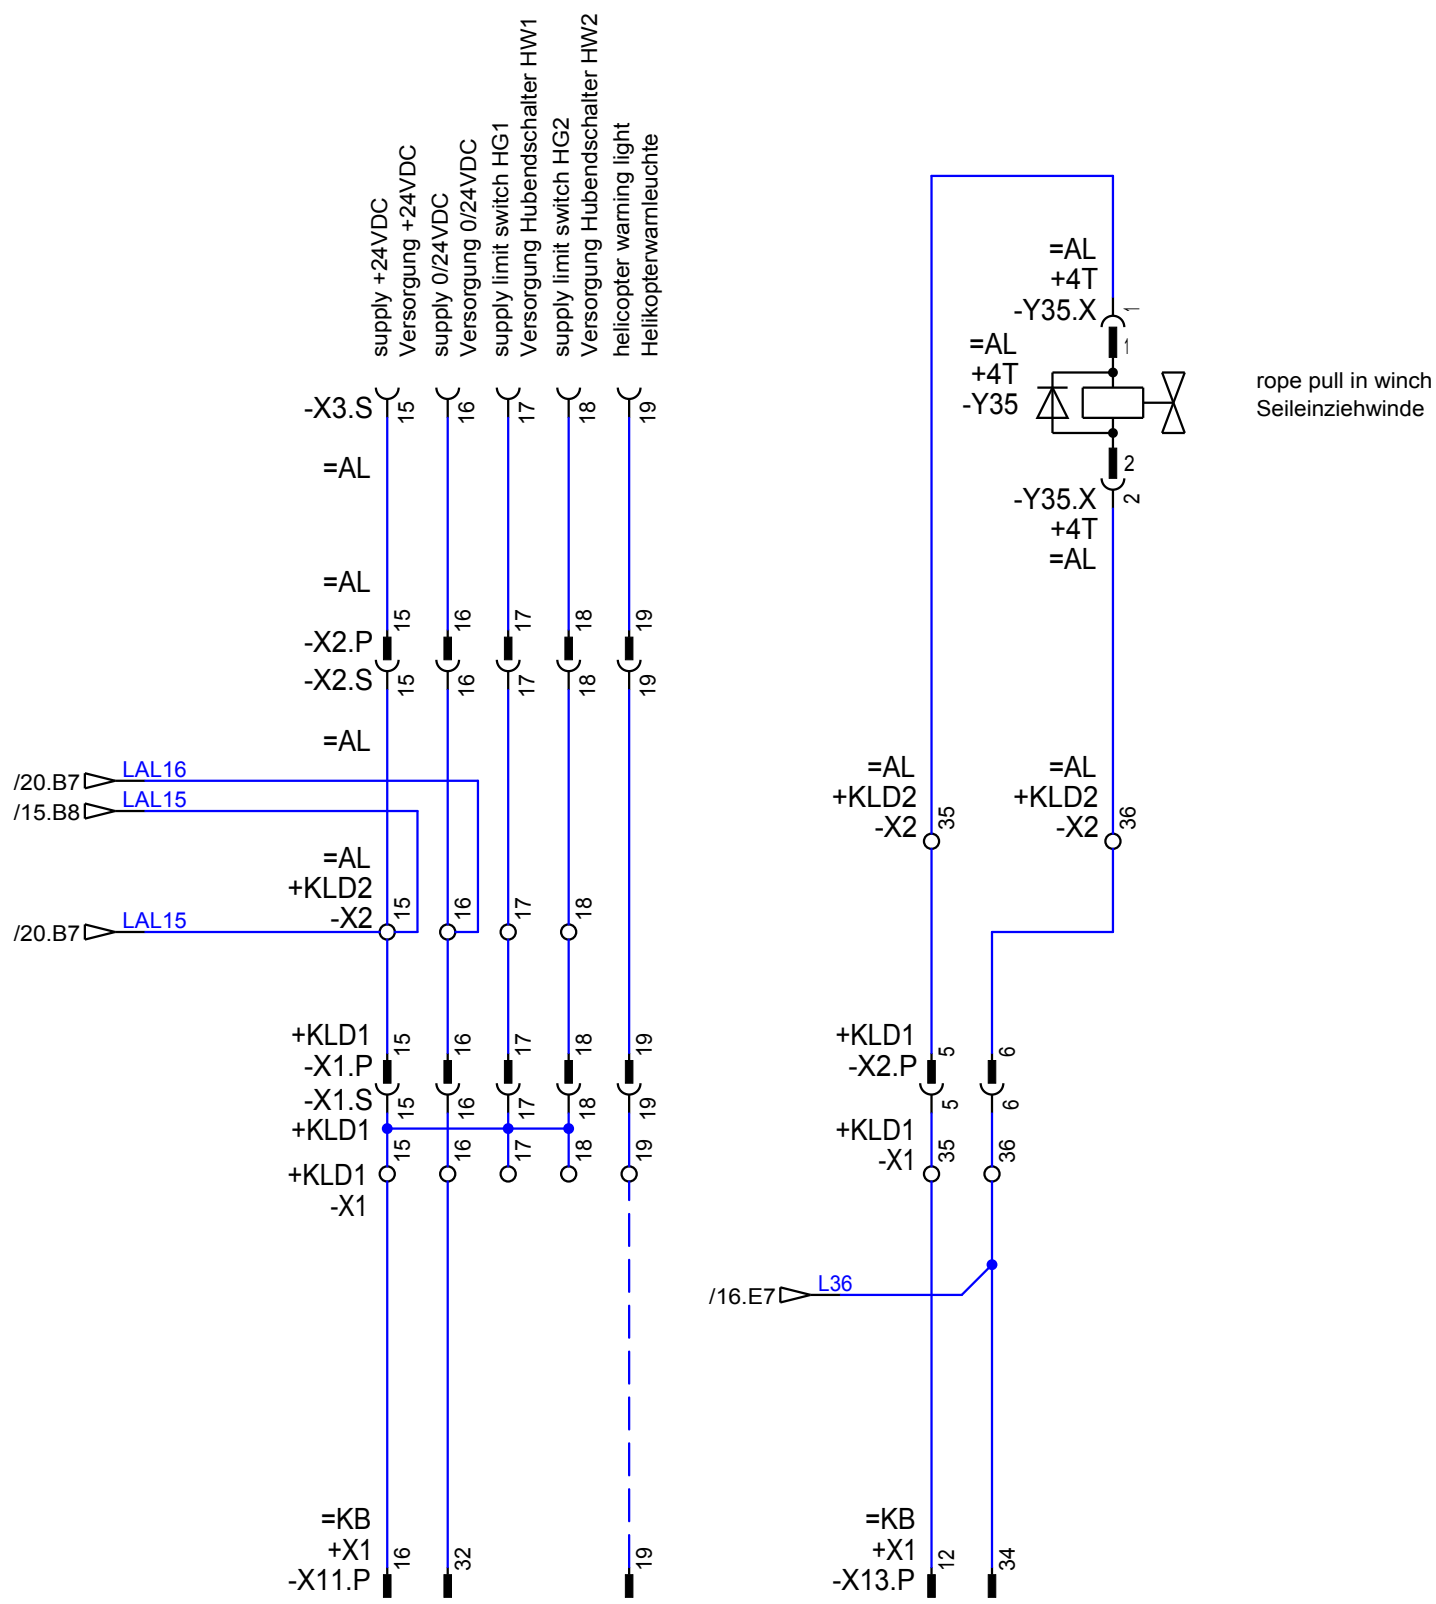 supply +24VDC
Versorgung +24VDC
supply 0/24VDC
Versorgung 0/24VDC
supply limit switch HG1
Versorgung Hubendschalter HW1
supply limit switch HG2
Versorgung Hubendschalter HW2
helicopter warning light
Helikopterwarnleuchte
-X3.S 15 16 17 18 19
=AL
=AL
-X2.P 15 16 17 18 19
-X2.S 15 16 17 18 19
=AL
/20.B7 LAL16
/15.B8 LAL15
=AL
+KLD2
-X2 15 16 17 18
/20.B7 LAL15
+KLD1
-X1.P 15 16 17 18 19
-X1.S 15 16 17 18 19
+KLD1
15 16 17 18 19
+KLD1
-X1
=KB
+X1
-X11.P 16 32 19
=AL
+4T
-Y35.X 1
1
=AL
+4T
-Y35
rope pull in winch
Seileinziehwinde
2
-Y35.X 2
+4T
=AL
=AL
+KLD2
-X2 35
=AL
+KLD2
-X2 36
+KLD1
-X2.P 5 6
5 6
+KLD1
-X1 35 36
/16.E7 L36
=KB
+X1
-X13.P 12 34